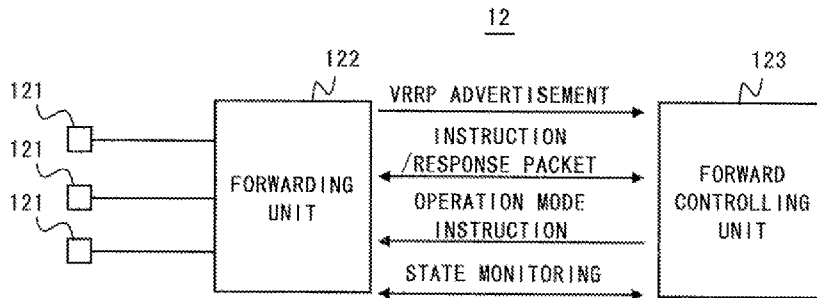 12
122
123
121
121
121
VRRP ADVERTISEMENT
INSTRUCTION
/RESPONSE PACKET
OPERATION MODE
INSTRUCTION
STATE MONITORING
FORWARDING
UNIT
FORWARD
CONTROLLING
UNIT